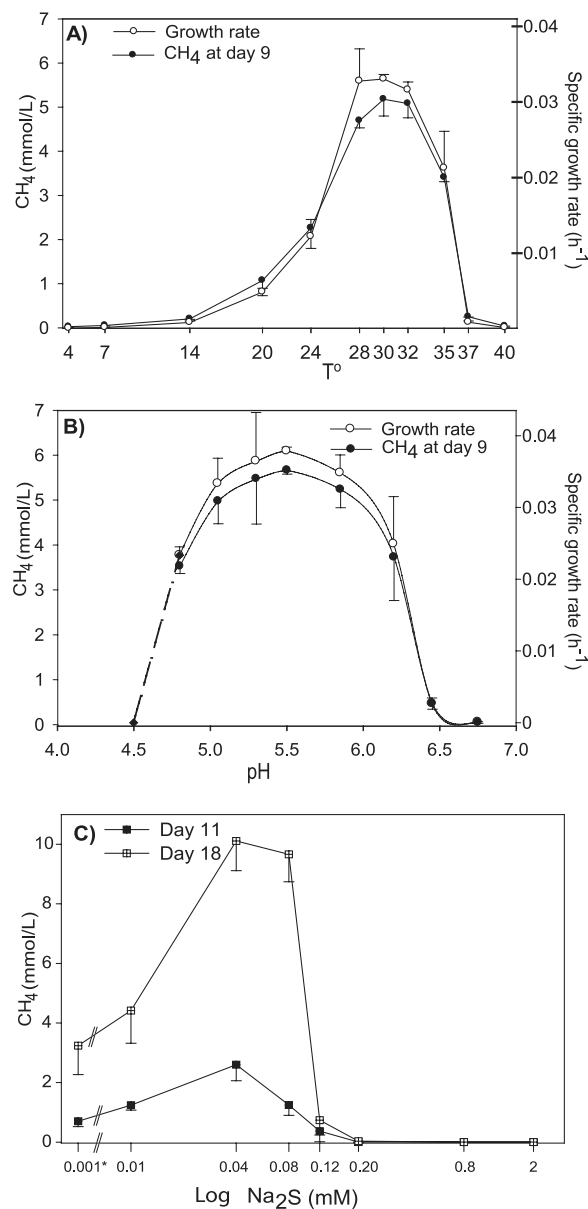 A)
Growth rate
CH4 at day 9
7
6
5
4
3
2
1
0
CH4 (mmol/L)
0.04
0.03
0.02
0.01
Specific growth rate (h-1)
4 7 14 20 24 28 30 32 35 37 40
T°
B)
Growth rate
CH4 at day 9
7
6
5
4
3
2
1
0
CH4 (mmol/L)
0.04
0.03
0.02
0.01
0
Specific growth rate (h-1)
4.0 4.5 5.0 5.5 6.0 6.5 7.0
pH
C)
Day 11
Day 18
10
8
6
4
2
0
CH4 (mmol/L)
0.001* 0.01 0.04 0.08 0.12 0.20 0.8 2
Log Na2S (mM)